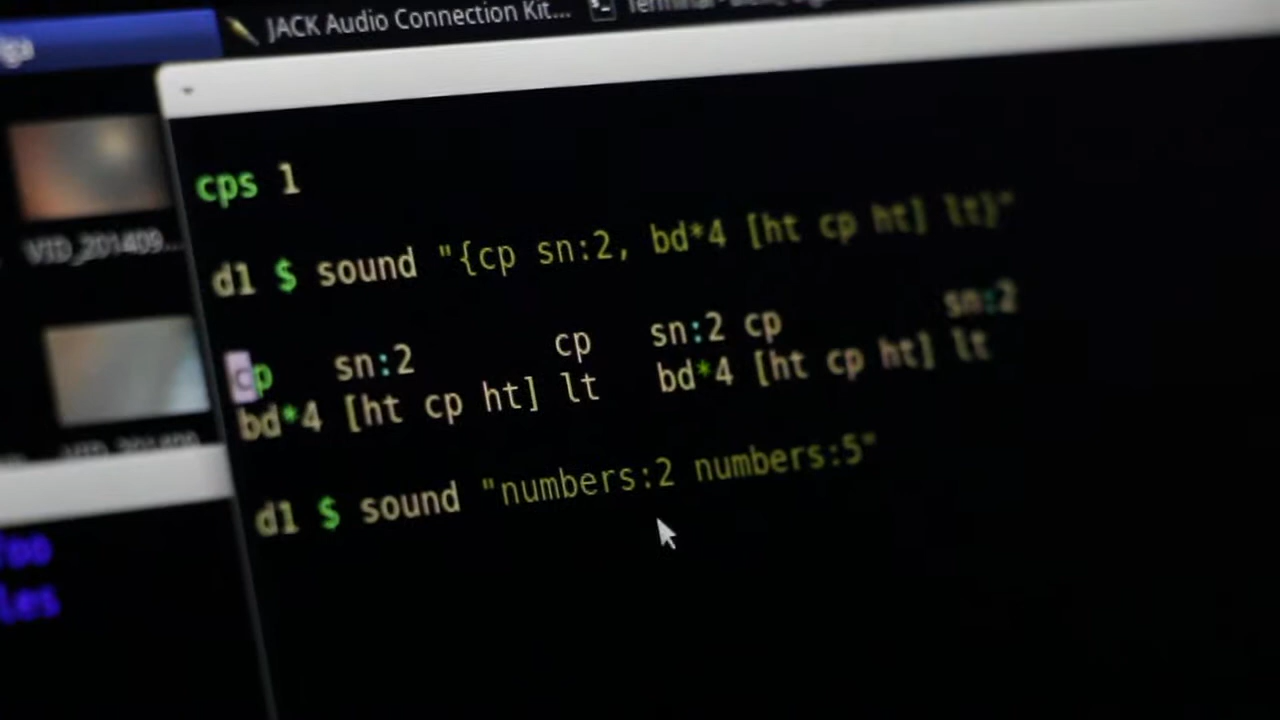 JACK Audio Connection Kit...
cps 1
d1 $ sound "{cp sn:2, bd*4 [ht cp ht] lt}"
cp sn:2 cp sn:2 cp sn:2
bd*4 [ht cp ht] lt bd*4 [ht cp ht] lt
d1 $ sound "numbers:2 numbers:5"
VID_201409...